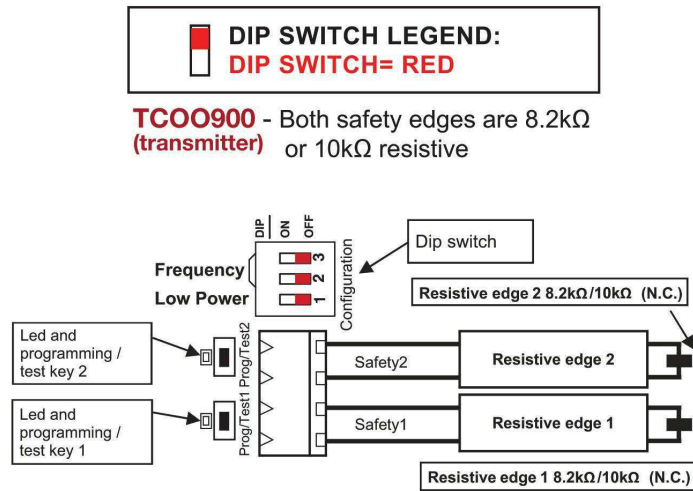 DIP SWITCH LEGEND:
DIP SWITCH= RED
TCOO900 - Both safety edges are 8.2kΩ
(transmitter) or 10kΩ resistive
DIP
ON
OFF
3
2
1
Configuration
Dip switch
Frequency
Low Power
Resistive edge 2 8.2kΩ/10kΩ (N.C.)
Led and
programming /
test key 2
Prog/Test2
Safety2
Resistive edge 2
Led and
programming /
test key 1
Prog/Test1
Safety1
Resistive edge 1
Resistive edge 1 8.2kΩ/10kΩ (N.C.)